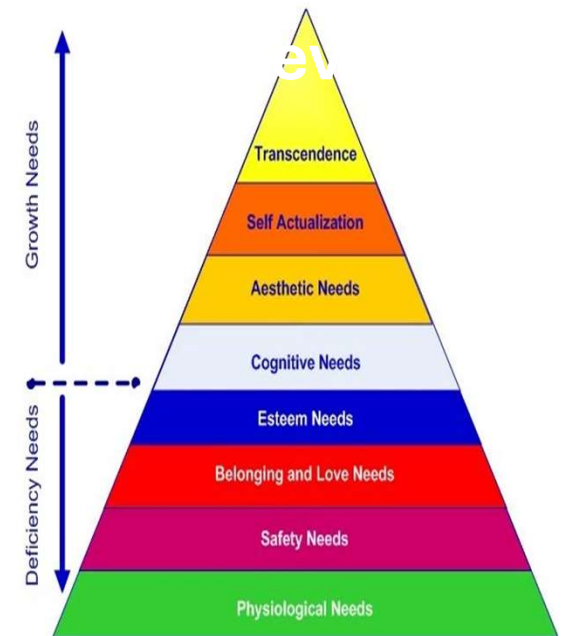 Transcendence
Self Actualization
Aesthetic Needs
Cognitive Needs
Esteem Needs
Belonging and Love Needs
Safety Needs
Physiological Needs
Growth Needs
Deficiency Needs